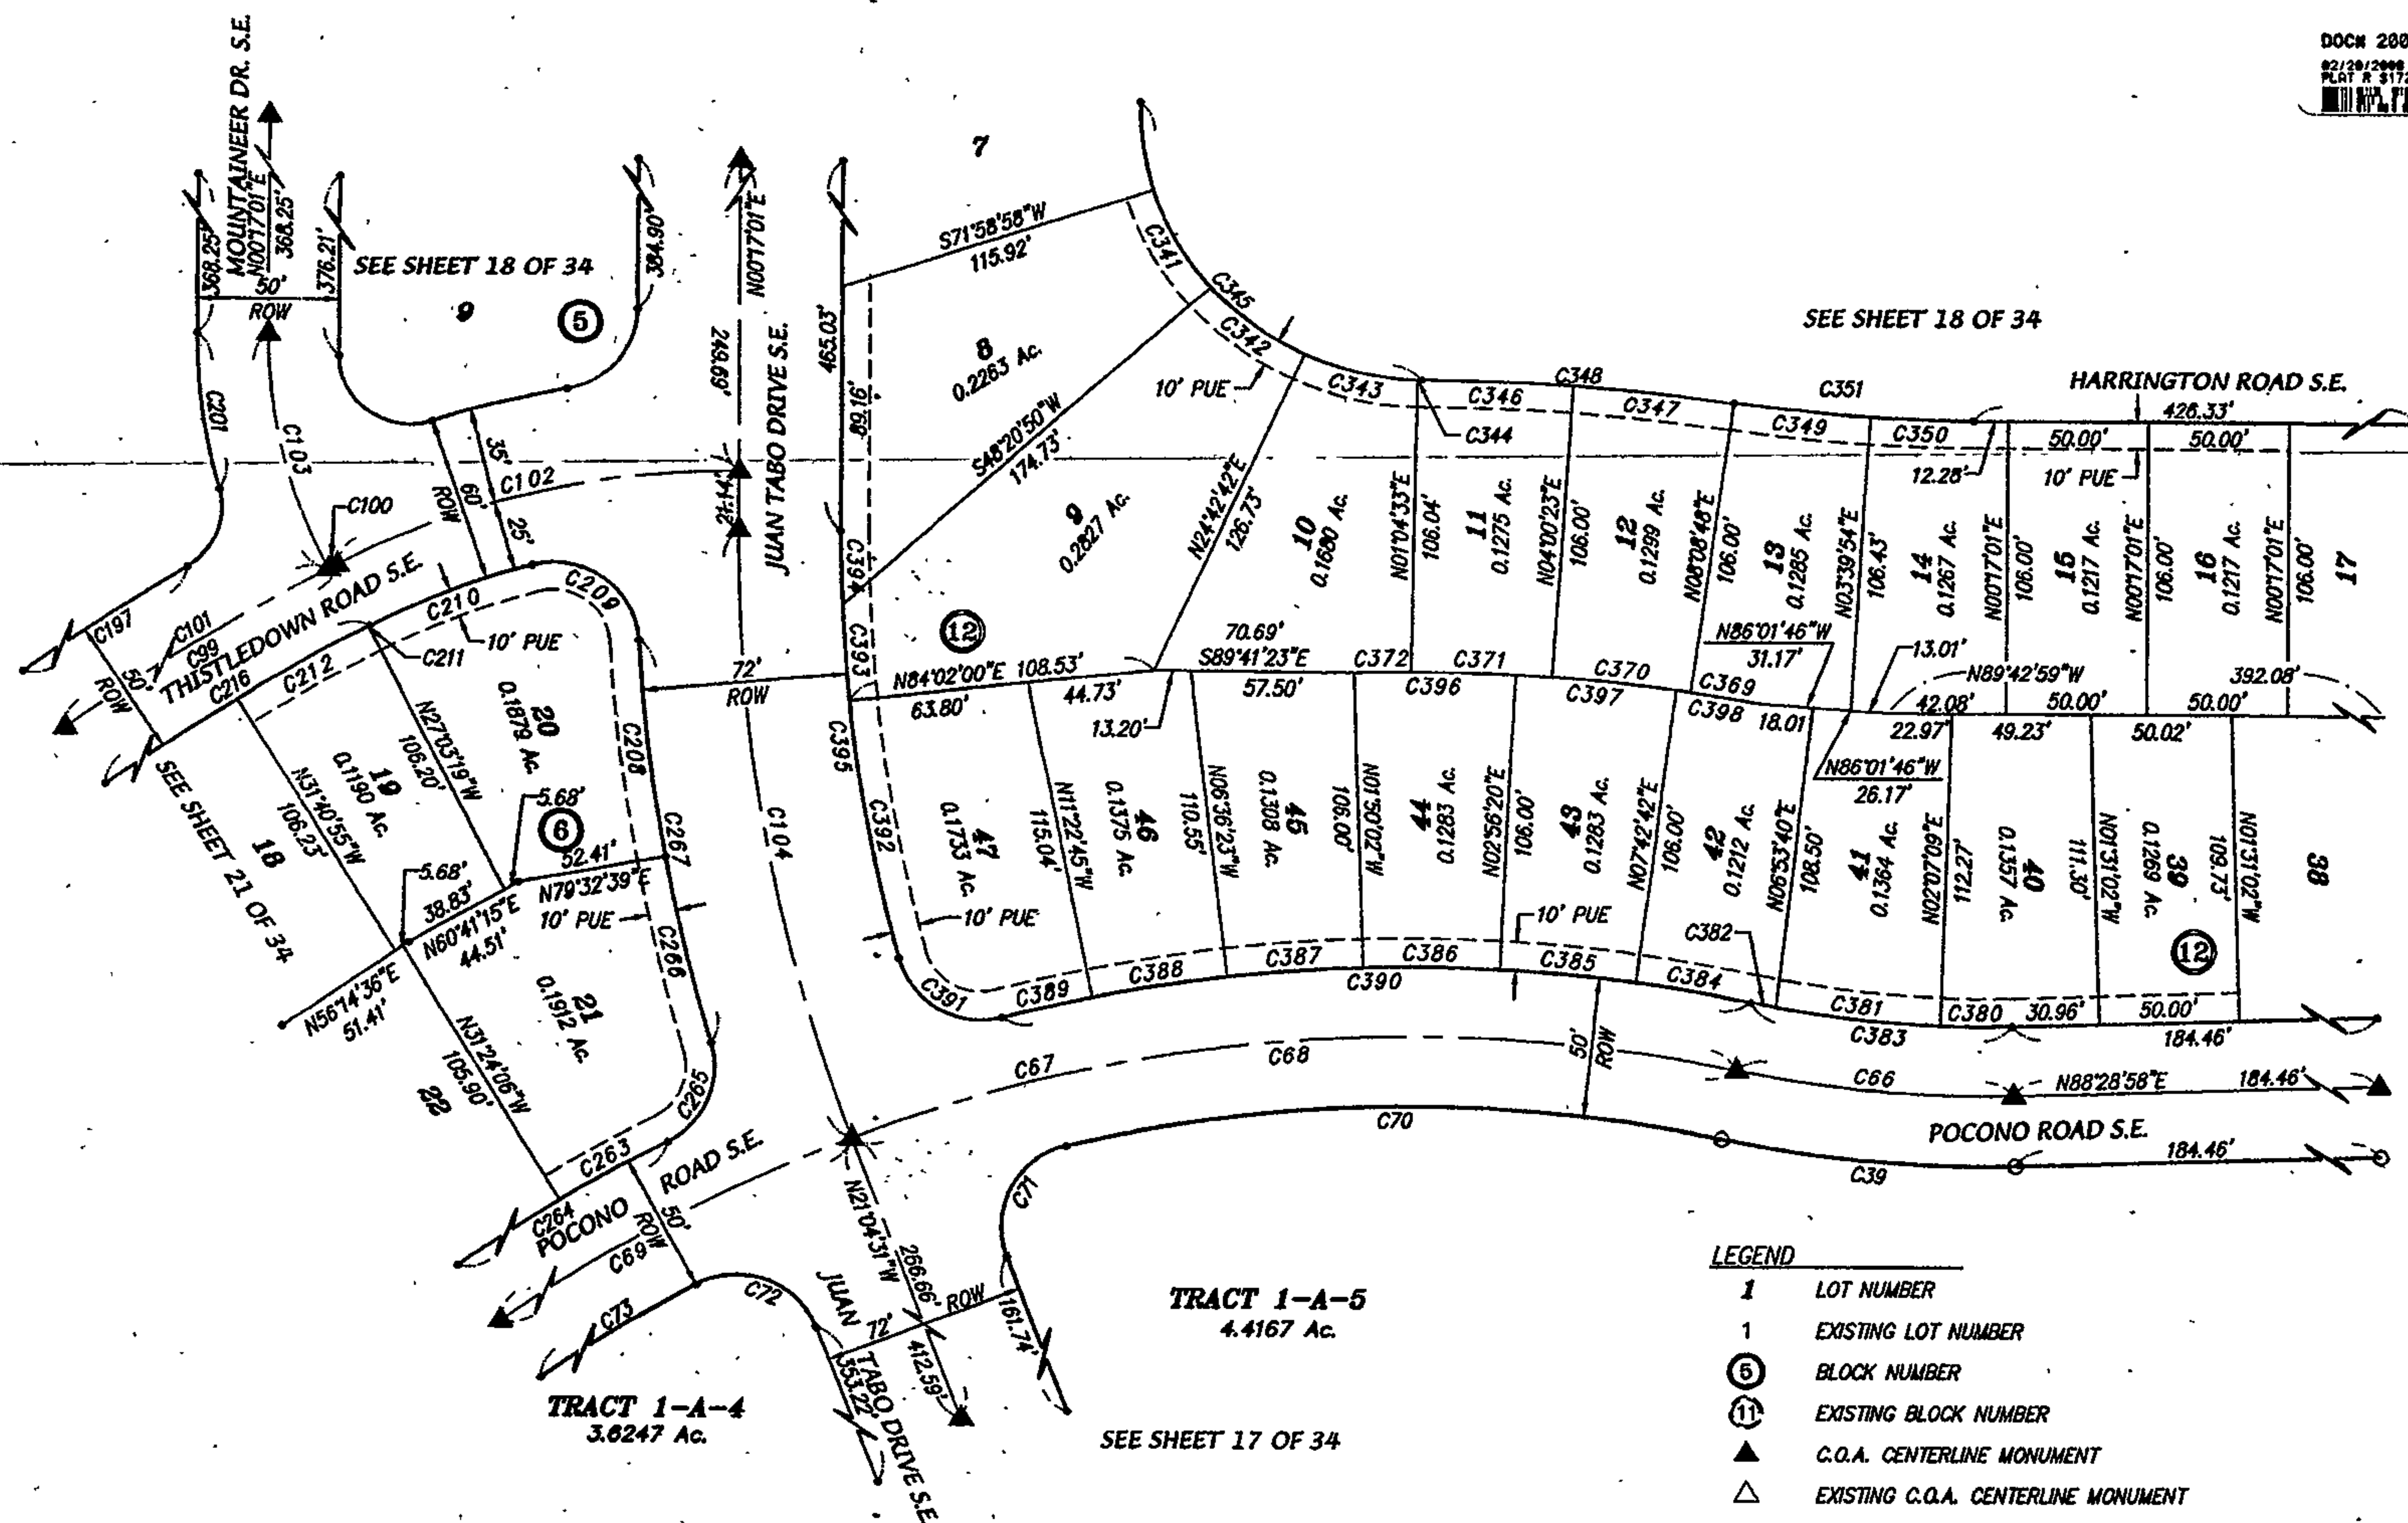 DOC# 200
02/20/2008
PLAT R $172
MOUNTAINEER DR. S.E.
N00°17'01"E
368.25'
368.25'
50'
ROW
376.21'
SEE SHEET 18 OF 34
9
5
384.90'
N00°17'01"E
249.69'
JUAN TABO DRIVE S.E.
C201
C103
C100
C102
35'
60'
ROW
25'
C197
C101
C99
THISTLEDOWN ROAD S.E.
50'
ROW
C216
C212
C210
C209
C211
10' PUE
SEE SHEET 21 OF 34
18
N31°40'55"W
106.23'
19
0.1190 Ac.
N27°03'19"W
106.20'
20
0.1879 Ac.
C208
5.68'
6
52.41'
N79°32'39"E
C267
5.68'
38.83'
N60°41'15"E
44.51'
10' PUE
C266
N56°14'36"E
51.41'
21
0.1912 Ac.
N31°24'06"W
105.90'
22
C265
C263
C264
POCONO ROAD S.E.
50'
ROW
C69
C73
C72
TRACT 1-A-4
3.6247 Ac.
7
S71°58'58"W
115.92'
465.03'
8
0.2263 Ac.
S48°20'50"W
174.73'
C341
C345
C342
10' PUE
C343
C344
9
0.2827 Ac.
N24°42'42"E
126.73'
C394
C393
12
72'
ROW
N84°02'00"E 108.53'
63.80'
44.73'
13.20'
70.69'
S89°41'23"E
57.50'
SEE SHEET 18 OF 34
HARRINGTON ROAD S.E.
426.33'
C346
C348
C347
C351
C349
C350
12.28'
50.00'
50.00'
10' PUE
10
0.1680 Ac.
N01°04'33"E
106.04'
11
0.1275 Ac.
N04°00'23"E
106.00'
12
0.1299 Ac.
N08°08'48"E
106.00'
13
0.1285 Ac.
N03°39'54"E
106.43'
14
0.1267 Ac.
N00°17'01"E
106.00'
15
0.1217 Ac.
N00°17'01"E
106.00'
16
0.1217 Ac.
N00°17'01"E
106.00'
17
C372
C371
C370
C369
C396
C397
C398
N86°01'46"W
31.17'
18.01
13.01'
N89°42'59"W
392.08'
42.08'
50.00'
50.00'
22.97'
49.23'
50.02'
N86°01'46"W
26.17'
C395
C392
C104
47
0.1733 Ac.
N11°22'45"W
115.04'
46
0.1375 Ac.
110.55'
N06°36'23"W
45
0.1308 Ac.
106.00'
N01°50'02"W
44
0.1283 Ac.
N02°56'20"E
106.00'
43
0.1283 Ac.
N07°42'42"E
106.00'
42
0.1212 Ac.
N06°53'40"E
108.50'
41
0.1364 Ac.
N02°07'09"E
112.27'
40
0.1357 Ac.
111.30'
N01°31'02"W
39
0.1269 Ac.
109.73'
N01°31'02"W
38
12
10' PUE
10' PUE
C391
C389
C388
C387
C390
C386
C385
C384
C382
C381
C383
C380
30.96'
50.00'
184.46'
C67
C68
50'
ROW
C66
N88°28'58"E
184.46'
POCONO ROAD S.E.
184.46'
C70
C39
C71
N21°04'31"W
266.66'
72'
ROW
161.74'
412.59'
353.22'
JUAN TABO DRIVE S.E.
TRACT 1-A-5
4.4167 Ac.
SEE SHEET 17 OF 34
LEGEND
1 LOT NUMBER
1 EXISTING LOT NUMBER
5 BLOCK NUMBER
11 EXISTING BLOCK NUMBER
C.O.A. CENTERLINE MONUMENT
EXISTING C.O.A. CENTERLINE MONUMENT